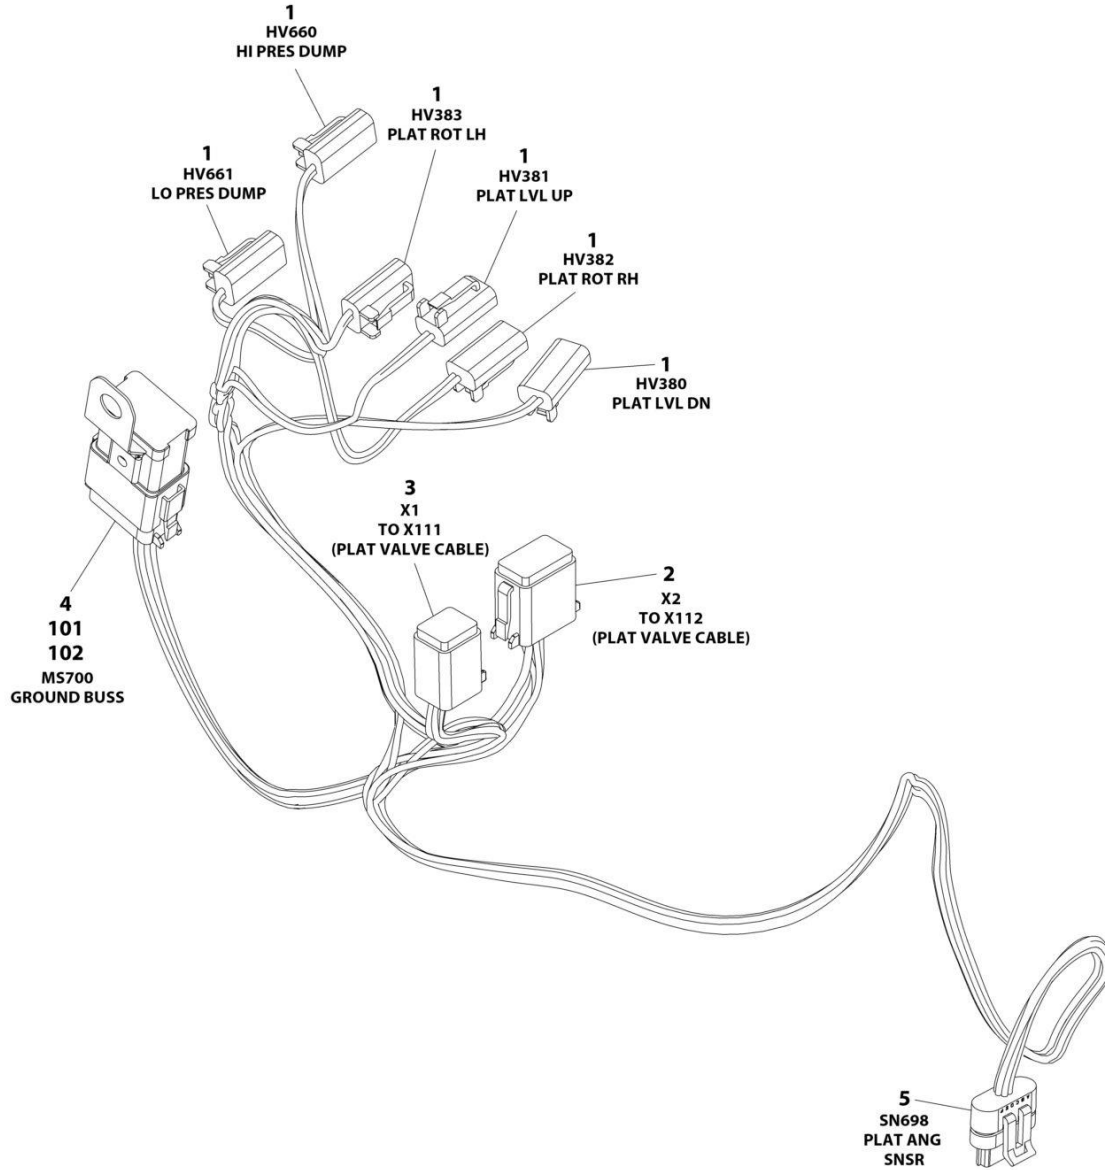 1
HV660
HI PRES DUMP
1
HV383
PLAT ROT LH
1
HV661
LO PRES DUMP
1
HV381
PLAT LVL UP
1
HV382
PLAT ROT RH
1
HV380
PLAT LVL DN
3
X1
TO X111
(PLAT VALVE CABLE)
2
X2
TO X112
(PLAT VALVE CABLE)
4
101
102
MS700
GROUND BUSS
5
SN698
PLAT ANG
SNSR